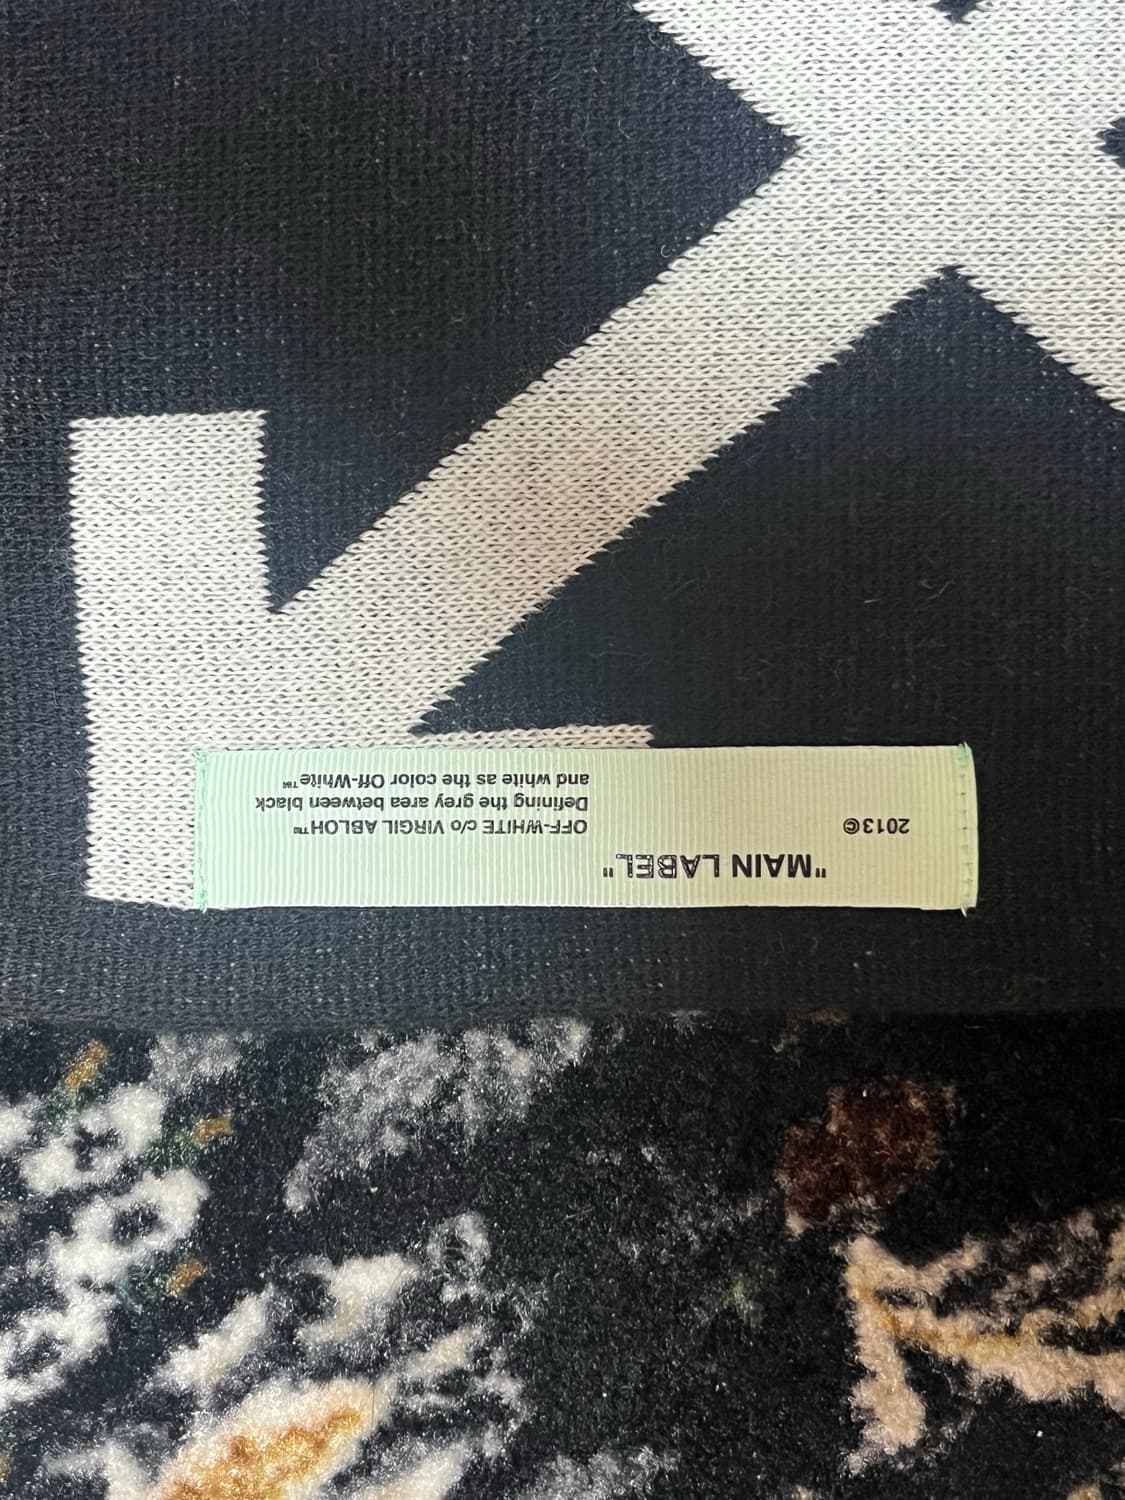 "MAIN LABEL"
2013©
OFF-WHITE c/o VIRGIL ABLOH™
Defining the grey area between black
and white as the color Off-White™